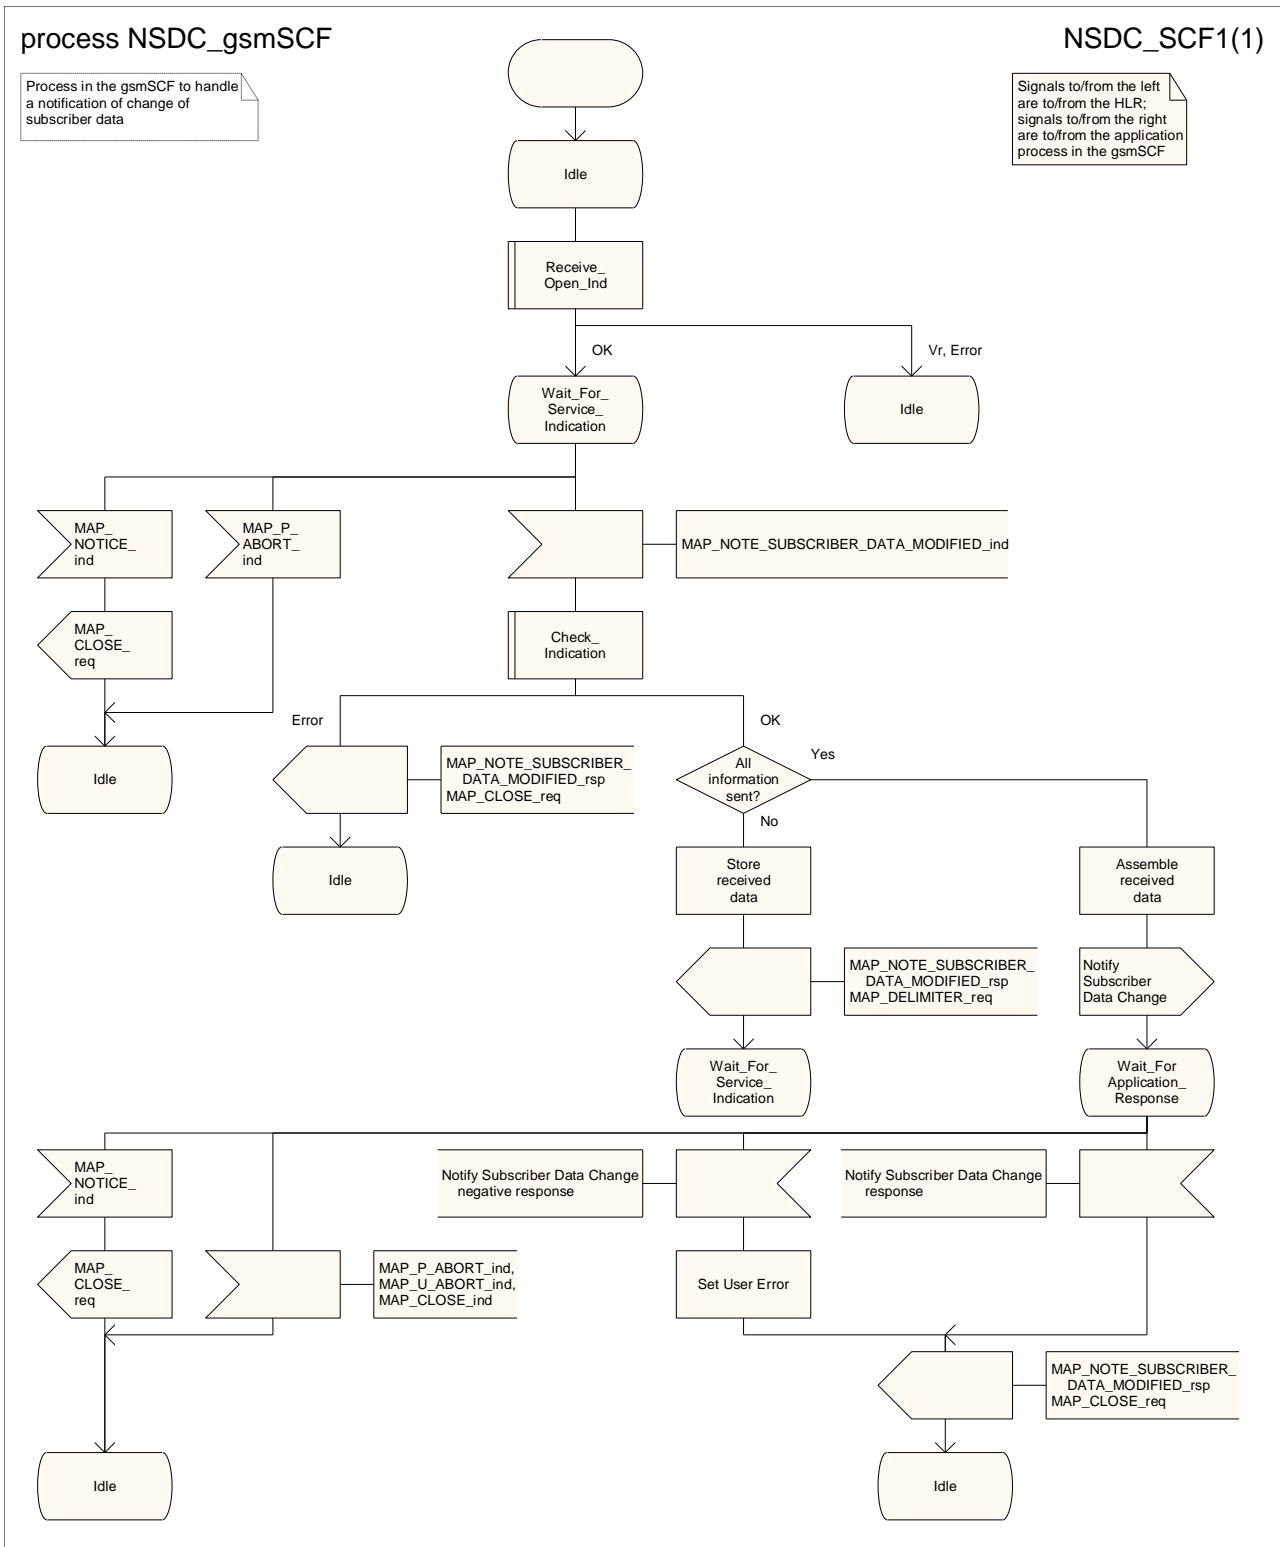 process NSDC_gsmSCF
NSDC_SCF1(1)
Process in the gsmSCF to handle
a notification of change of
subscriber data
Signals to/from the left
are to/from the HLR;
signals to/from the right
are to/from the application
process in the gsmSCF
Idle
Receive_
Open_Ind
OK
Vr, Error
Wait_For_
Service_
Indication
Idle
MAP_
NOTICE_
ind
MAP_P_
ABORT_
ind
MAP_NOTE_SUBSCRIBER_DATA_MODIFIED_ind
MAP_
CLOSE_
req
Check_
Indication
Error
OK
Idle
MAP_NOTE_SUBSCRIBER_
DATA_MODIFIED_rsp
MAP_CLOSE_req
All
information
sent?
Yes
No
Idle
Store
received
data
Assemble
received
data
MAP_NOTE_SUBSCRIBER_
DATA_MODIFIED_rsp
MAP_DELIMITER_req
Notify
Subscriber
Data Change
Wait_For_
Service_
Indication
Wait_For
Application_
Response
MAP_
NOTICE_
ind
Notify Subscriber Data Change
negative response
Notify Subscriber Data Change
response
MAP_
CLOSE_
req
MAP_P_ABORT_ind,
MAP_U_ABORT_ind,
MAP_CLOSE_ind
Set User Error
MAP_NOTE_SUBSCRIBER_
DATA_MODIFIED_rsp
MAP_CLOSE_req
Idle
Idle